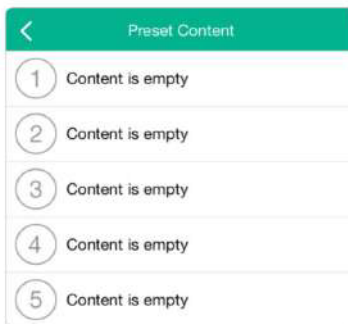 Preset Content
1 Content is empty
2 Content is empty
3 Content is empty
4 Content is empty
5 Content is empty